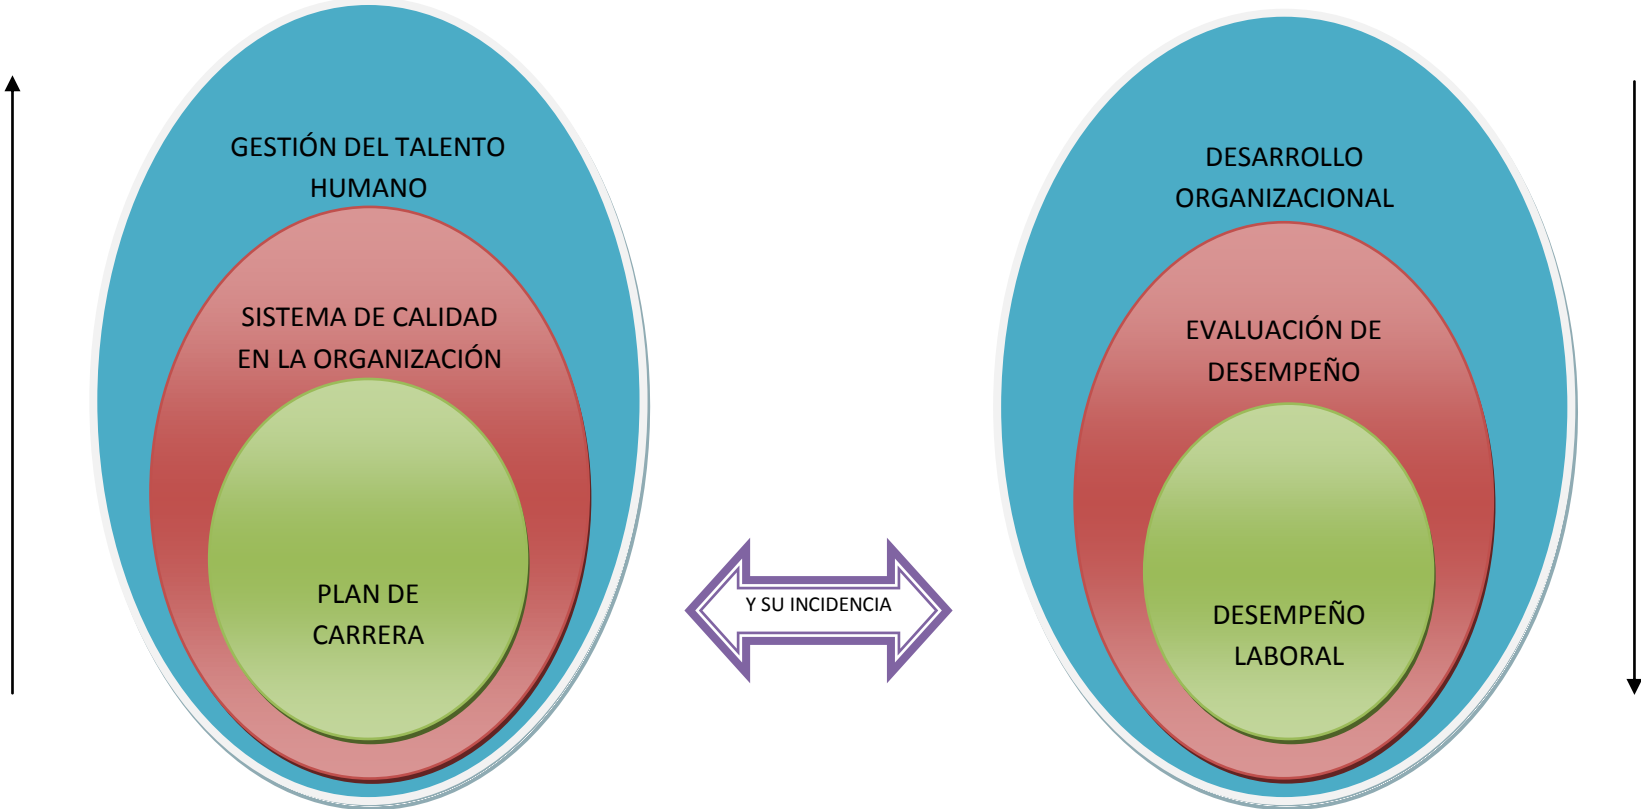 GESTIÓN DEL TALENTO
HUMANO
SISTEMA DE CALIDAD
EN LA ORGANIZACIÓN
PLAN DE
CARRERA
Y SU INCIDENCIA
DESARROLLO
ORGANIZACIONAL
EVALUACIÓN DE
DESEMPEÑO
DESEMPEÑO
LABORAL